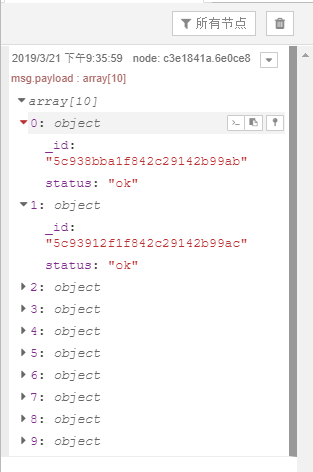 所有节点
2019/3/21 下午9:35:59 node: c3e1841a.6e0ce8
msg.payload : array[10]
array[10]
0: object
_id:
"5c938bba1f842c29142b99ab"
status: "ok"
1: object
_id:
"5c93912f1f842c29142b99ac"
status: "ok"
2: object
3: object
4: object
5: object
6: object
7: object
8: object
9: object